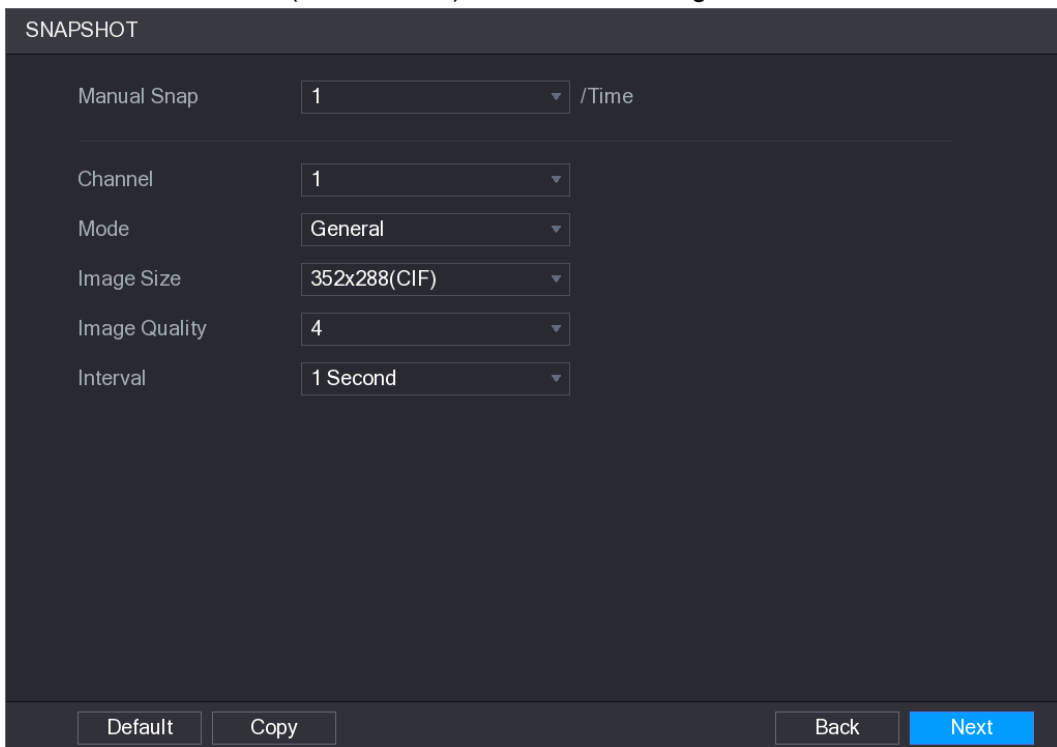 SNAPSHOT
Manual Snap 1 /Time
Channel 1
Mode General
Image Size 352x288(CIF)
Image Quality 4
Interval 1 Second
Default Copy Back Next